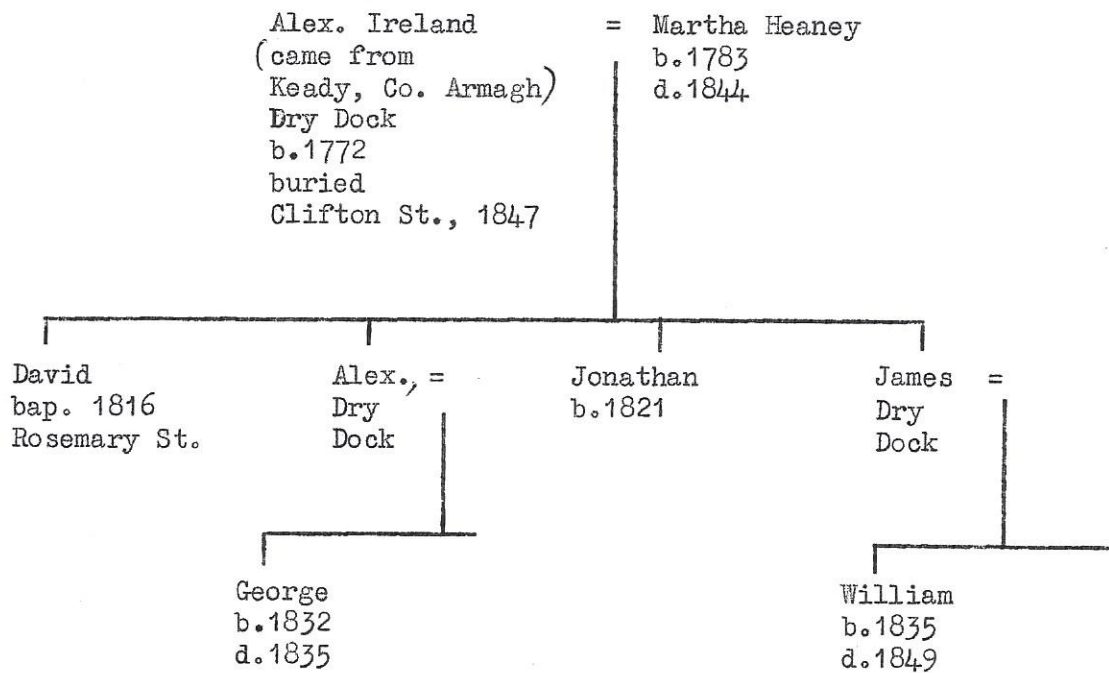 Alex. Ireland = Martha Heaney
(came from b.1783
Keady, Co. Armagh) d.1844
Dry Dock
b.1772
buried
Clifton St., 1847
David Alex., = Jonathan James =
bap. 1816 Dry b.1821 Dry
Rosemary St. Dock Dock
George William
b.1832 b.1835
d.1835 d.1849